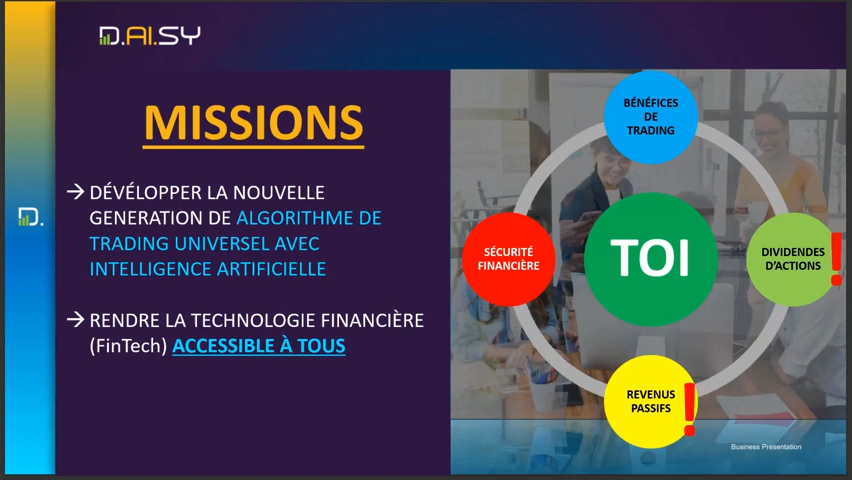 D.AI.SY
MISSIONS
→ DÉVÉLOPPER LA NOUVELLE
GENERATION DE ALGORITHME DE
TRADING UNIVERSEL AVEC
INTELLIGENCE ARTIFICIELLE
→ RENDRE LA TECHNOLOGIE FINANCIÈRE
(FinTech) ACCESSIBLE À TOUS
D.
BÉNÉFICES
DE
TRADING
SÉCURITÉ
FINANCIÈRE
TOI
DIVIDENDES
D'ACTIONS
!
REVENUS
PASSIFS
!
Business Presentation